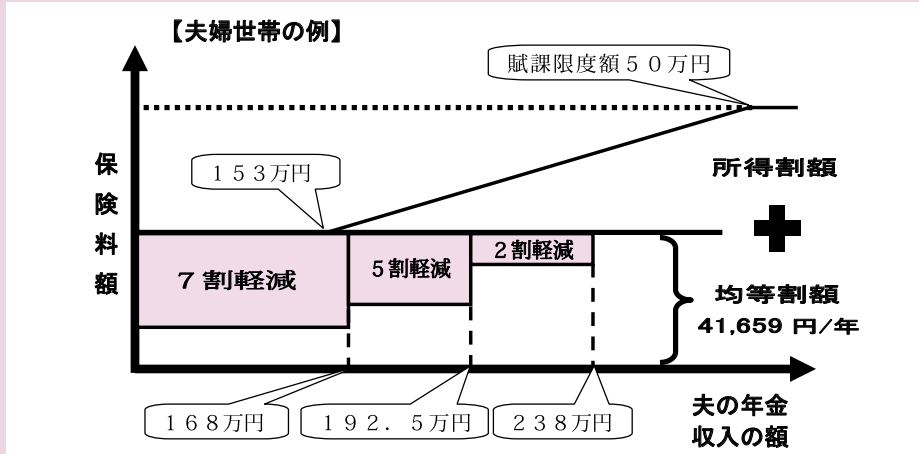 【夫婦世帯の例】
賦課限度額５０万円
１５３万円
保険料額
所得割額
７割軽減
５割軽減
２割軽減
均等割額
41,659 円/年
１６８万円
１９２．５万円
２３８万円
夫の年金
収入の額